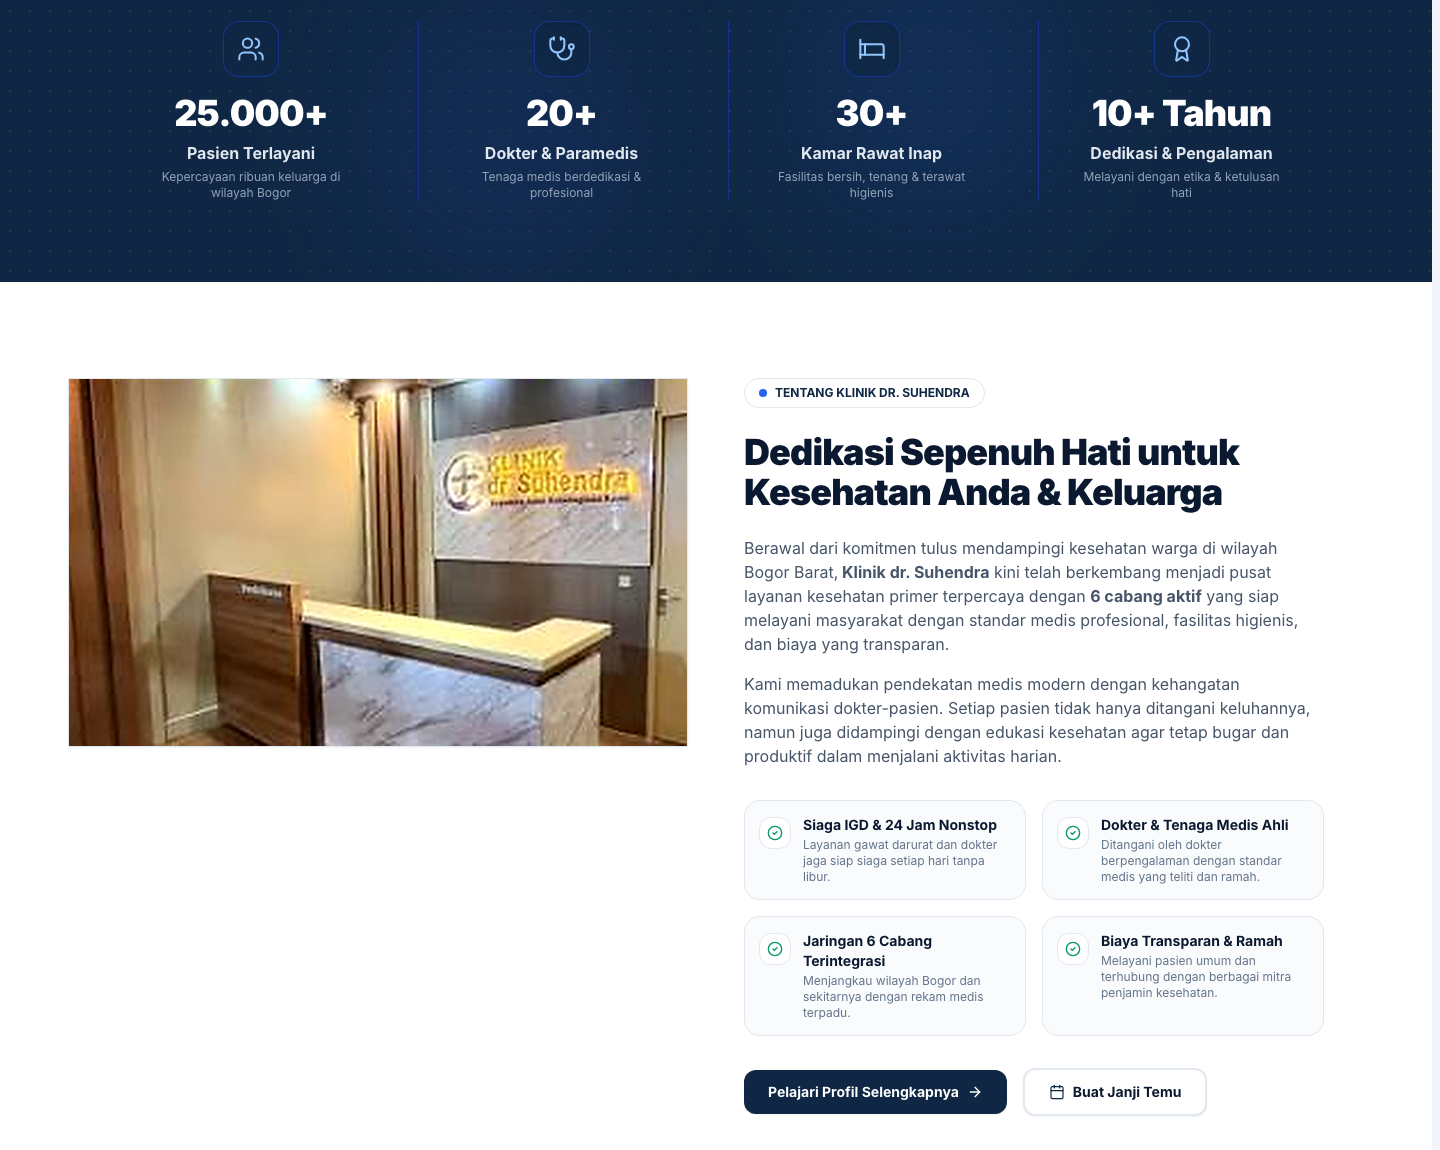 25.000+
Pasien Terlayani
Kepercayaan ribuan keluarga di
wilayah Bogor
20+
Dokter & Paramedis
Tenaga medis berdedikasi &
profesional
30+
Kamar Rawat Inap
Fasilitas bersih, tenang & terawat
higienis
10+ Tahun
Dedikasi & Pengalaman
Melayani dengan etika & ketulusan
hati
KLINIK
dr Suhendra
TENTANG KLINIK DR. SUHENDRA
Dedikasi Sepenuh Hati untuk
Kesehatan Anda & Keluarga
Berawal dari komitmen tulus mendampingi kesehatan warga di wilayah
Bogor Barat, Klinik dr. Suhendra kini telah berkembang menjadi pusat
layanan kesehatan primer terpercaya dengan 6 cabang aktif yang siap
melayani masyarakat dengan standar medis profesional, fasilitas higienis,
dan biaya yang transparan.
Kami memadukan pendekatan medis modern dengan kehangatan
komunikasi dokter-pasien. Setiap pasien tidak hanya ditangani keluhannya,
namun juga didampingi dengan edukasi kesehatan agar tetap bugar dan
produktif dalam menjalani aktivitas harian.
Siaga IGD & 24 Jam Nonstop
Layanan gawat darurat dan dokter
jaga siap siaga setiap hari tanpa
libur.
Dokter & Tenaga Medis Ahli
Ditangani oleh dokter
berpengalaman dengan standar
medis yang teliti dan ramah.
Jaringan 6 Cabang
Terintegrasi
Menjangkau wilayah Bogor dan
sekitarnya dengan rekam medis
terpadu.
Biaya Transparan & Ramah
Melayani pasien umum dan
terhubung dengan berbagai mitra
penjamin kesehatan.
Pelajari Profil Selengkapnya
Buat Janji Temu